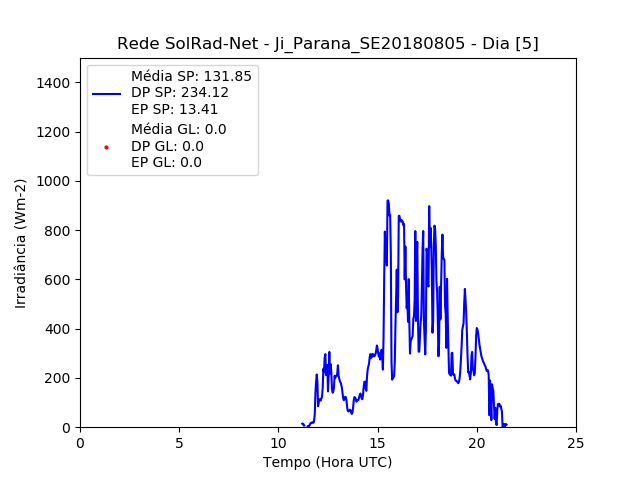 Rede SolRad-Net - Ji_Parana_SE20180805 - Dia [5]
Média SP: 131.85
DP SP: 234.12
EP SP: 13.41
Média GL: 0.0
DP GL: 0.0
EP GL: 0.0
1400
1200
1000
800
600
400
200
0
Irradiância (Wm-2)
0 5 10 15 20 25
Tempo (Hora UTC)